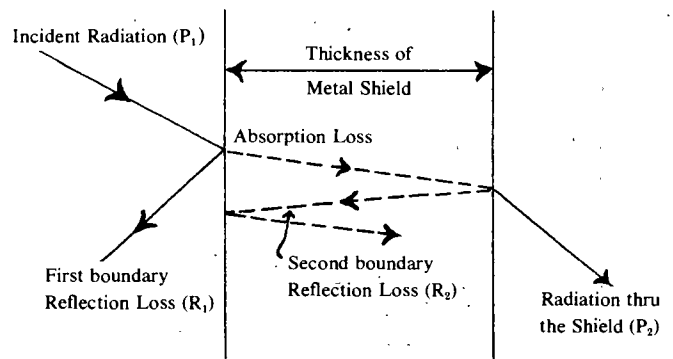 Incident Radiation (P₁)
Thickness of
Metal Shield
Absorption Loss
First boundary
Reflection Loss (R₁)
Second boundary
Reflection Loss (R₂)
Radiation thru
the Shield (P₂)